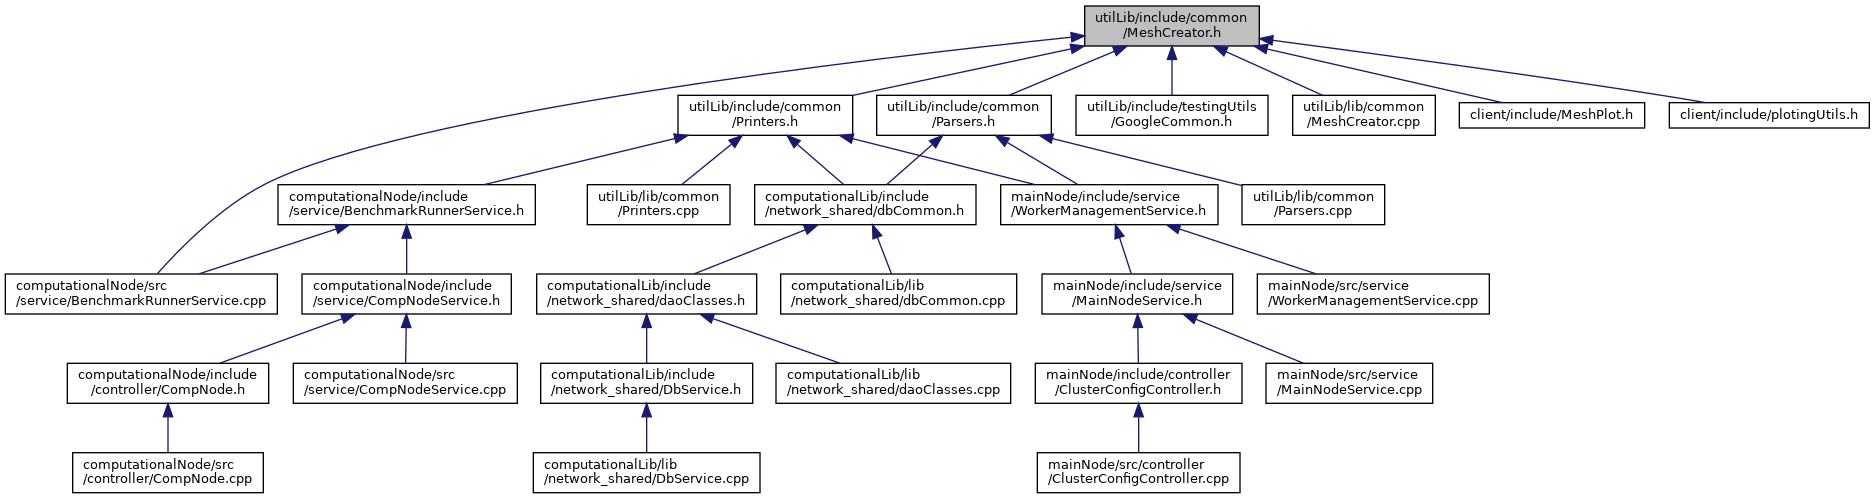 utilLib/include/common
/MeshCreator.h
utilLib/include/common
/Printers.h
utilLib/include/common
/Parsers.h
utilLib/include/testingUtils
/GoogleCommon.h
utilLib/lib/common
/MeshCreator.cpp
client/include/MeshPlot.h
client/include/plotingUtils.h
computationalNode/include
/service/BenchmarkRunnerService.h
utilLib/lib/common
/Printers.cpp
computationalLib/include
/network_shared/dbCommon.h
mainNode/include/service
/WorkerManagementService.h
utilLib/lib/common
/Parsers.cpp
computationalNode/src
/service/BenchmarkRunnerService.cpp
computationalNode/include
/service/CompNodeService.h
computationalLib/include
/network_shared/daoClasses.h
computationalLib/lib
/network_shared/dbCommon.cpp
mainNode/include/service
/MainNodeService.h
mainNode/src/service
/WorkerManagementService.cpp
computationalNode/include
/controller/CompNode.h
computationalNode/src
/service/CompNodeService.cpp
computationalLib/include
/network_shared/DbService.h
computationalLib/lib
/network_shared/daoClasses.cpp
mainNode/include/controller
/ClusterConfigController.h
mainNode/src/service
/MainNodeService.cpp
computationalNode/src
/controller/CompNode.cpp
computationalLib/lib
/network_shared/DbService.cpp
mainNode/src/controller
/ClusterConfigController.cpp